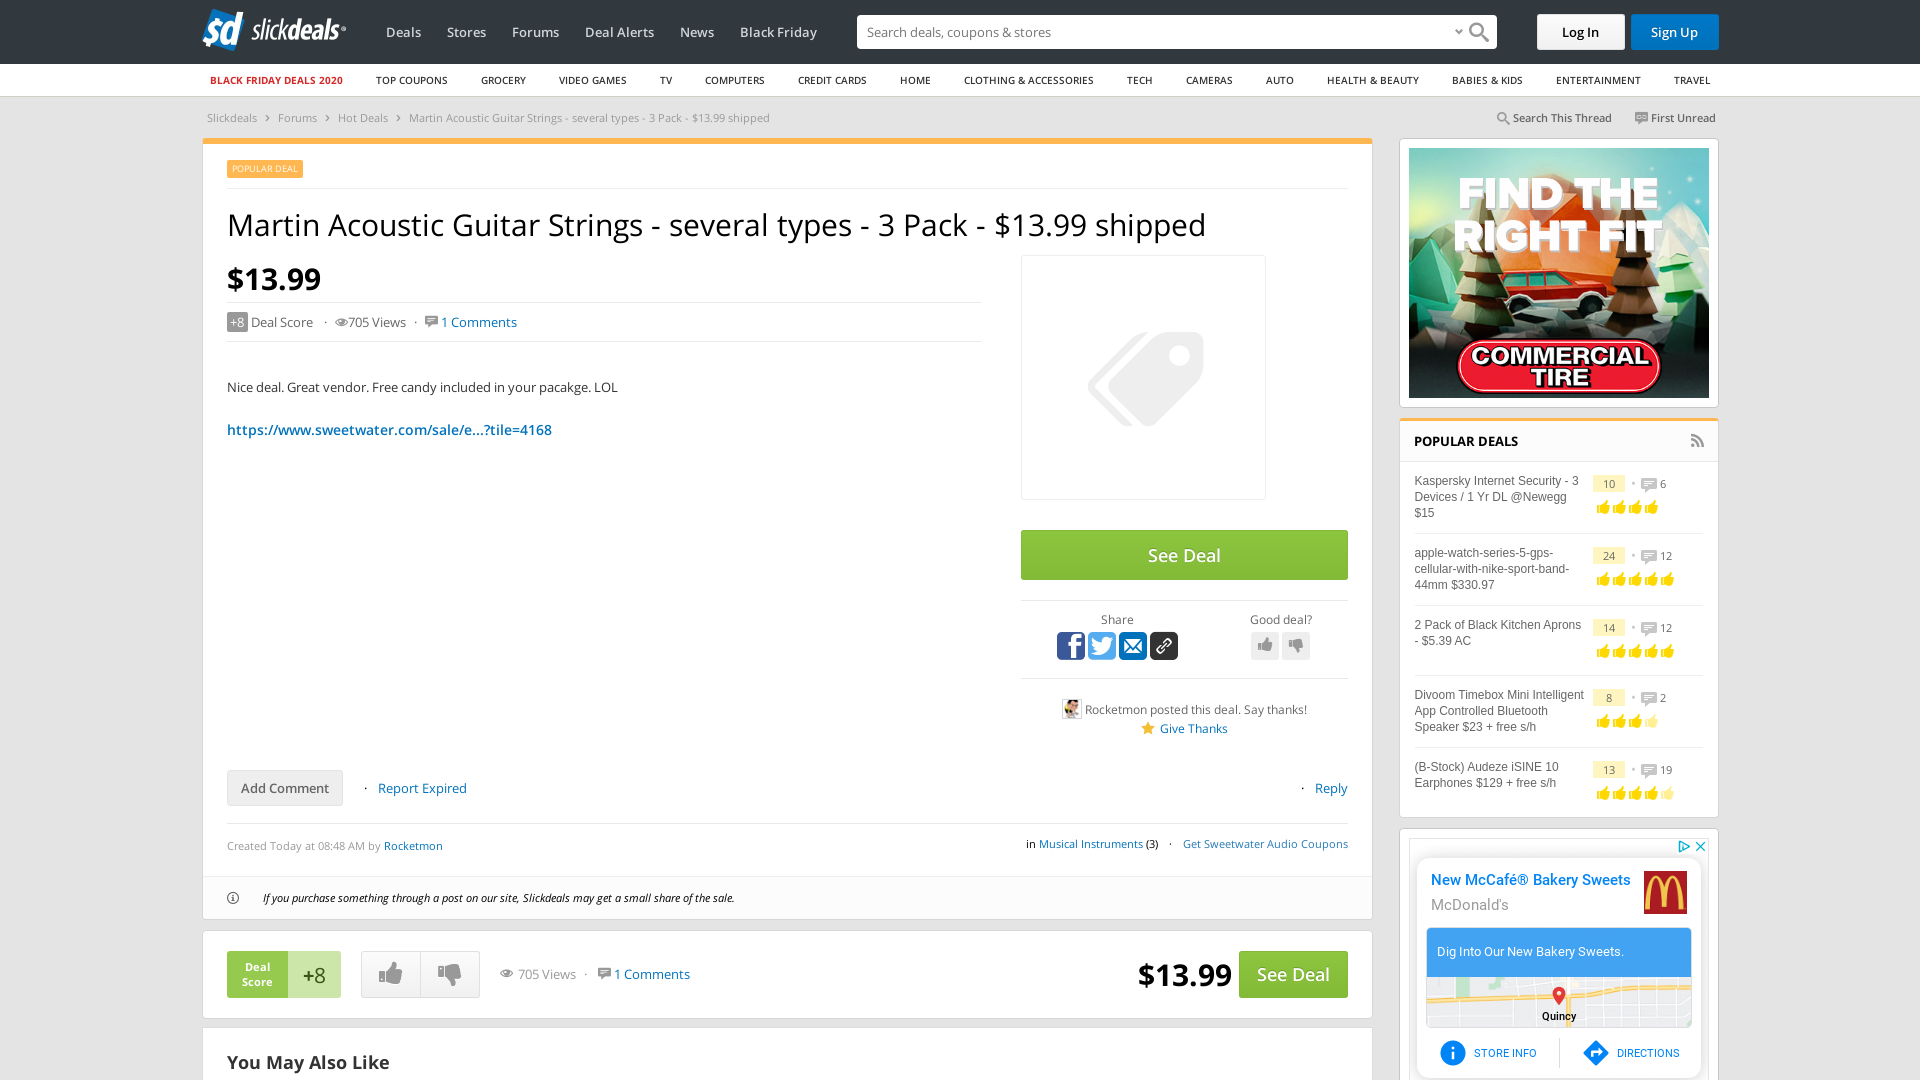 slickdeals
Deals
Stores
Forums
Deal Alerts
News
Black Friday
Search deals, coupons & stores
Log In
Sign Up
BLACK FRIDAY DEALS 2020
TOP COUPONS
GROCERY
VIDEO GAMES
TV
COMPUTERS
CREDIT CARDS
HOME
CLOTHING & ACCESSORIES
TECH
CAMERAS
AUTO
HEALTH & BEAUTY
BABIES & KIDS
ENTERTAINMENT
TRAVEL
Slickdeals > Forums > Hot Deals > Martin Acoustic Guitar Strings - several types - 3 Pack - $13.99 shipped
Search This Thread
First Unread
POPULAR DEAL
Martin Acoustic Guitar Strings - several types - 3 Pack - $13.99 shipped
$13.99
+8 Deal Score · 705 Views · 1 Comments
Nice deal. Great vendor. Free candy included in your pacakge. LOL
https://www.sweetwater.com/sale/e...?tile=4168
See Deal
Share
Good deal?
Rocketmon posted this deal. Say thanks!
Give Thanks
Add Comment
· Report Expired
· Reply
Created Today at 08:48 AM by Rocketmon
in Musical Instruments (3) · Get Sweetwater Audio Coupons
If you purchase something through a post on our site, Slickdeals may get a small share of the sale.
Deal
Score
+8
705 Views · 1 Comments
$13.99
See Deal
You May Also Like
FIND THE
RIGHT FIT
COMMERCIAL
TIRE
POPULAR DEALS
Kaspersky Internet Security - 3
Devices / 1 Yr DL @Newegg
$15
10 • 6
apple-watch-series-5-gps-
cellular-with-nike-sport-band-
44mm $330.97
24 • 12
2 Pack of Black Kitchen Aprons
- $5.39 AC
14 • 12
Divoom Timebox Mini Intelligent
App Controlled Bluetooth
Speaker $23 + free s/h
8 • 2
(B-Stock) Audeze iSINE 10
Earphones $129 + free s/h
13 • 19
New McCafé® Bakery Sweets
McDonald's
Dig Into Our New Bakery Sweets.
Quincy
STORE INFO
DIRECTIONS